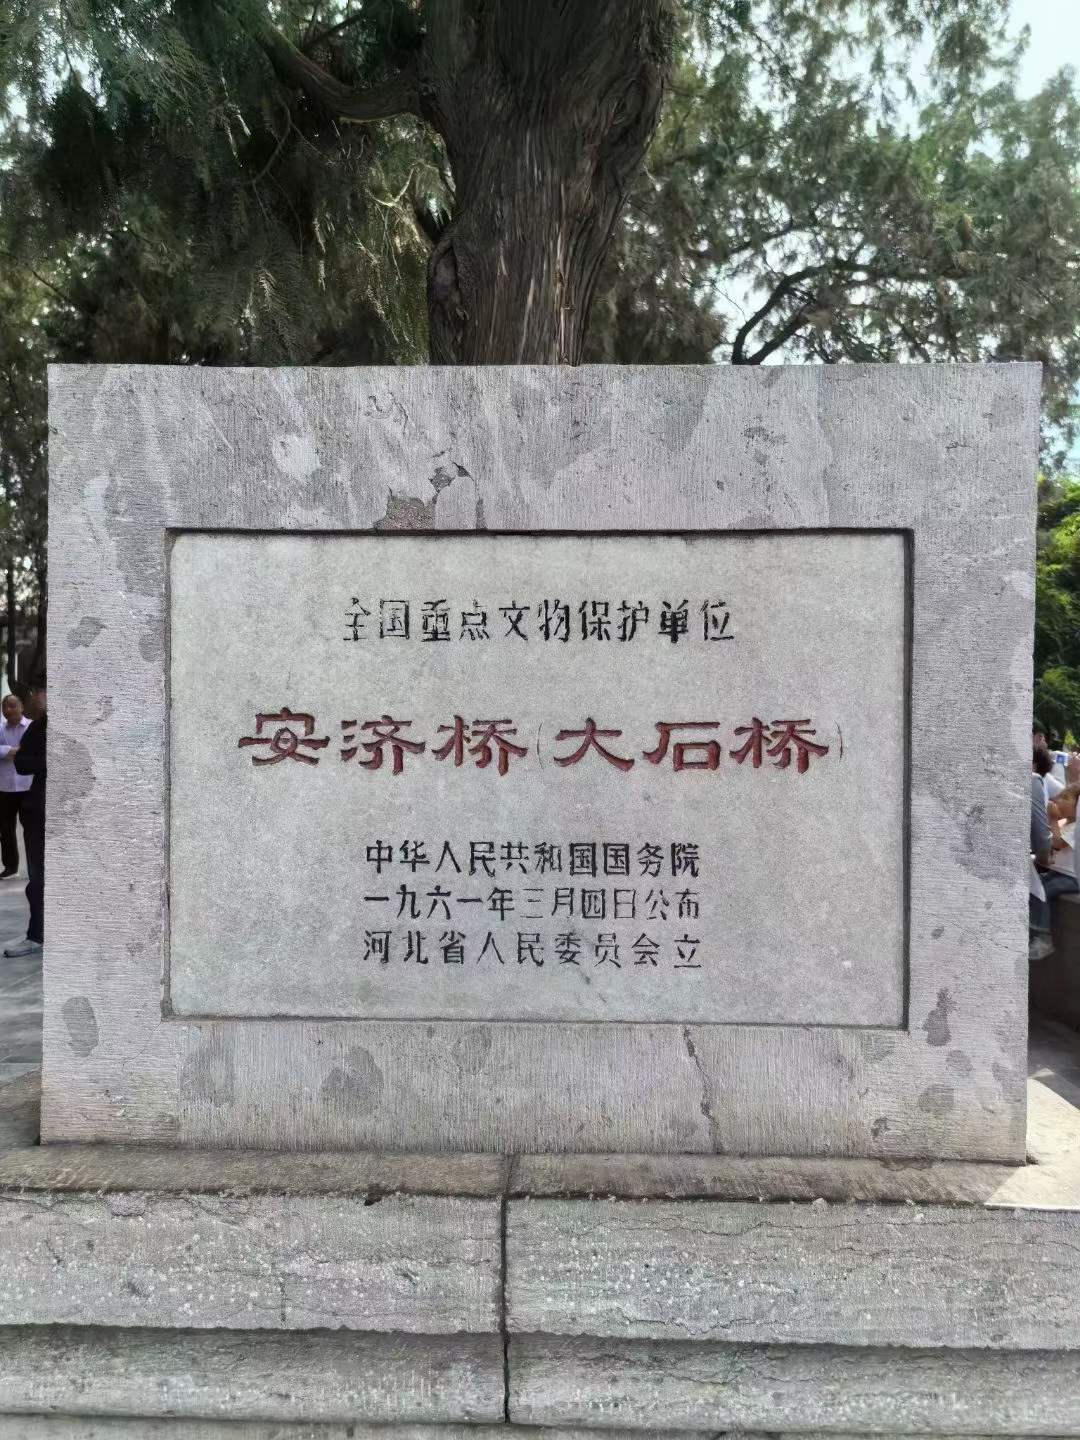 全国重点文物保护单位
安济桥(大石桥)
中华人民共和国国务院
一九六一年三月四日公布
河北省人民委员会立